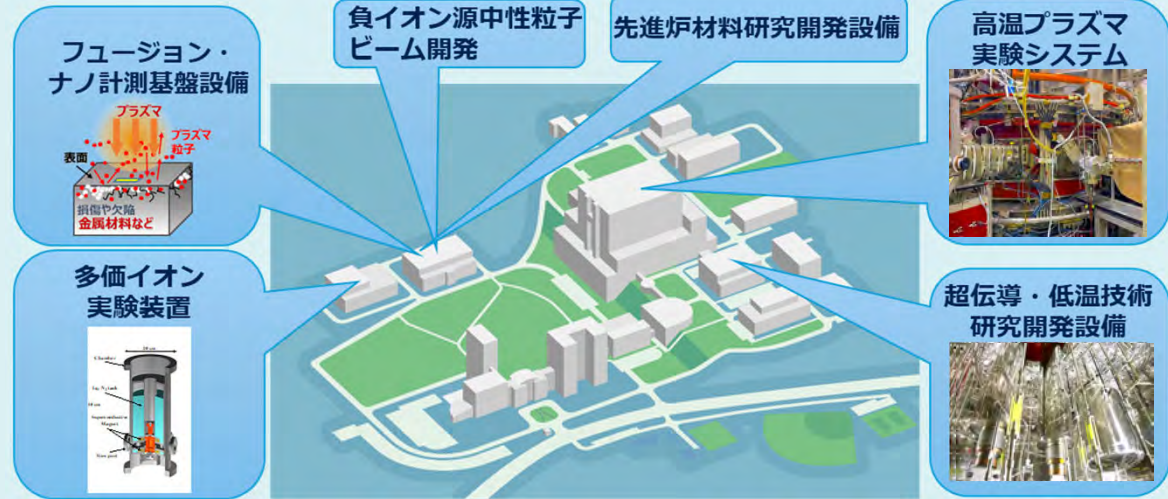 フュージョン・
ナノ計測基盤設備
プラズマ
プラズマ
粒子
表面
損傷や欠陥
金属材料など
負イオン源中性粒子
ビーム開発
先進炉材料研究開発設備
高温プラズマ
実験システム
多価イオン
実験装置
Chamber
Magnet
超伝導・低温技術
研究開発設備